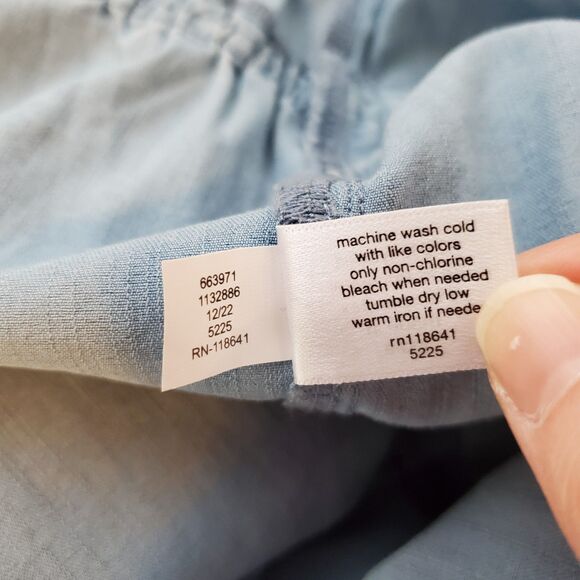 663971
1132886
12/22
5225
RN-118641
machine wash cold
with like colors
only non-chlorine
bleach when needed
tumble dry low
warm iron if neede
rn118641
5225